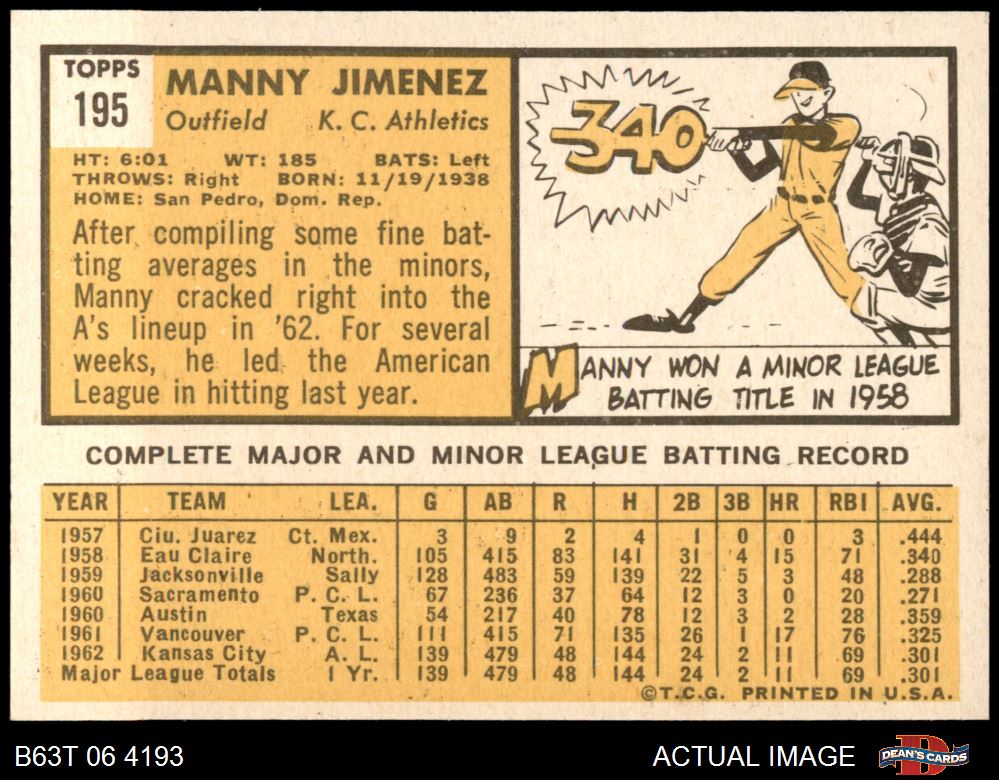 TOPPS
195
MANNY JIMENEZ
Outfield K. C. Athletics
HT: 6:01 WT: 185 BATS: Left
THROWS: Right BORN: 11/19/1938
HOME: San Pedro, Dom. Rep.
After compiling some fine bat-
ting averages in the minors,
Manny cracked right into the
A's lineup in '62. For several
weeks, he led the American
League in hitting last year.
340
MANNY WON A MINOR LEAGUE
BATTING TITLE IN 1958
COMPLETE MAJOR AND MINOR LEAGUE BATTING RECORD
YEAR TEAM LEA. G AB R H 2B 3B HR RBI AVG.
1957 Ciu. Juarez Ct. Mex. 3 9 2 4 1 0 0 3 .444
1958 Eau Claire North. 105 415 83 141 31 4 15 71 .340
1959 Jacksonville Sally 128 483 59 139 22 5 3 48 .288
1960 Sacramento P. C. L. 67 236 37 64 12 3 0 20 .271
1960 Austin Texas 54 217 40 78 12 3 2 28 .359
1961 Vancouver P. C. L. 111 415 71 135 26 1 17 76 .325
1962 Kansas City A. L. 139 479 48 144 24 2 11 69 .301
Major League Totals 1 Yr. 139 479 48 144 24 2 11 69 .301
©T.C.G. PRINTED IN U.S.A.
B63T 06 4193 ACTUAL IMAGE
DEAN'S CARDS